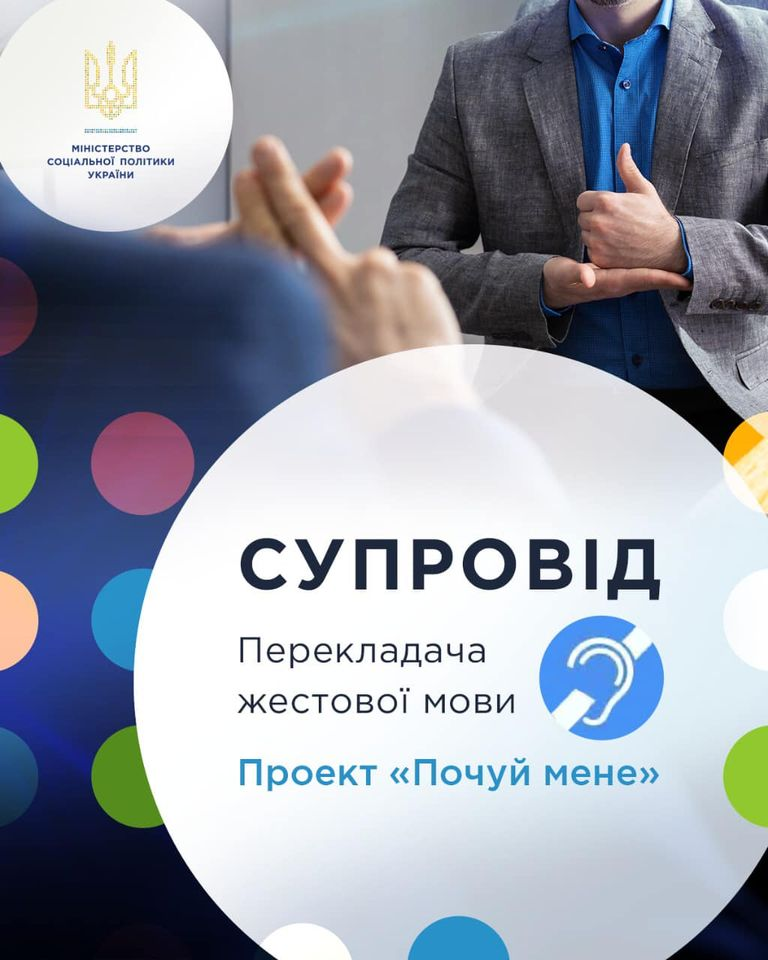 МІНІСТЕРСТВО
СОЦІАЛЬНОЇ ПОЛІТИКИ
УКРАЇНИ
СУПРОВІД
Перекладача
жестової мови
Проект «Почуй мене»